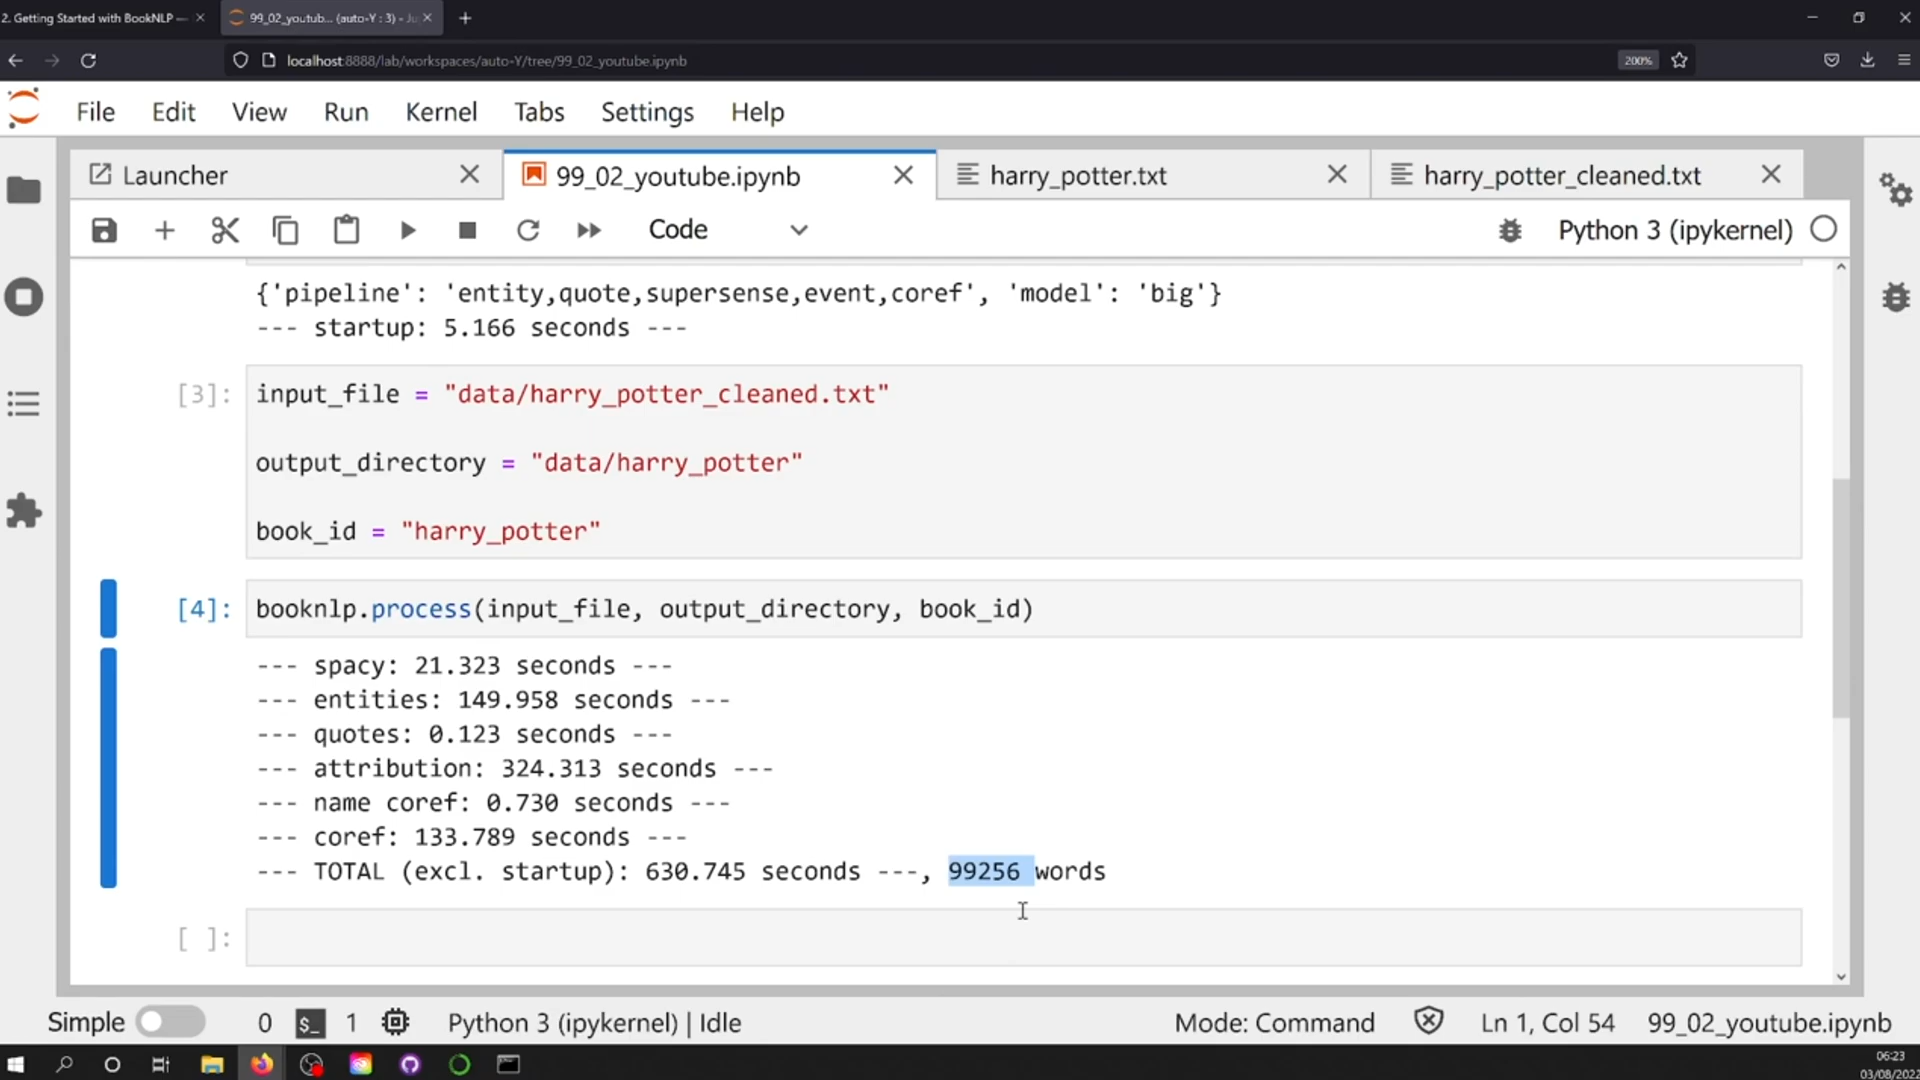 2. Getting Started with BookNLP —
99_02_youtub... (auto-Y : 3) - Ju
localhost:8888/lab/workspaces/auto-Y/tree/99_02_youtube.ipynb
200%
File Edit View Run Kernel Tabs Settings Help
Launcher
99_02_youtube.ipynb
harry_potter.txt
harry_potter_cleaned.txt
Code
Python 3 (ipykernel)
{'pipeline': 'entity,quote,supersense,event,coref', 'model': 'big'}
--- startup: 5.166 seconds ---
[3]: input_file = "data/harry_potter_cleaned.txt"
output_directory = "data/harry_potter"
book_id = "harry_potter"
[4]: booknlp.process(input_file, output_directory, book_id)
--- spacy: 21.323 seconds ---
--- entities: 149.958 seconds ---
--- quotes: 0.123 seconds ---
--- attribution: 324.313 seconds ---
--- name coref: 0.730 seconds ---
--- coref: 133.789 seconds ---
--- TOTAL (excl. startup): 630.745 seconds ---, 99256 words
[ ]:
Simple 0 $_ 1 Python 3 (ipykernel) | Idle Mode: Command Ln 1, Col 54 99_02_youtube.ipynb
06:23
03/08/2022